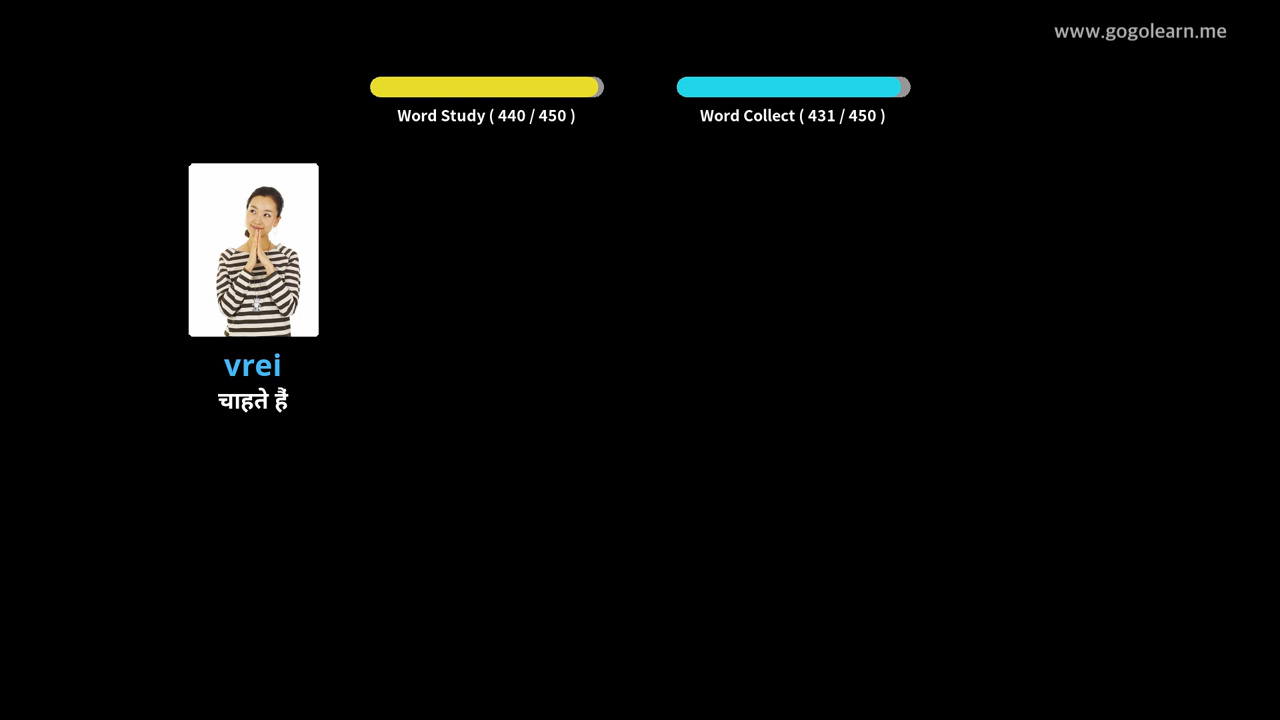 www.gogolearn.me
Word Study ( 440 / 450 )
Word Collect ( 431 / 450 )
vrei
चाहते हैं